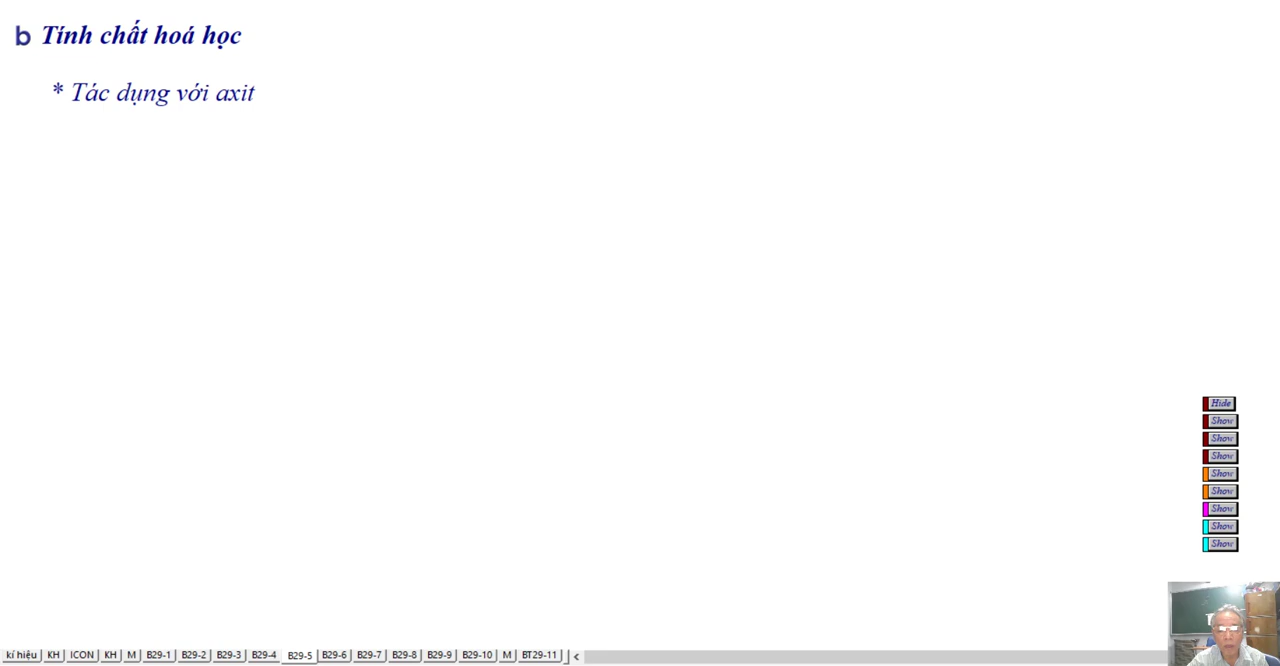 b Tính chất hoá học
* Tác dụng với axit
Hide
Show
Show
Show
Show
Show
Show
Show
Show
kí hiệu KH ICON KH M B29-1 B29-2 B29-3 B29-4 B29-5 B29-6 B29-7 B29-8 B29-9 B29-10 M BT29-11 <